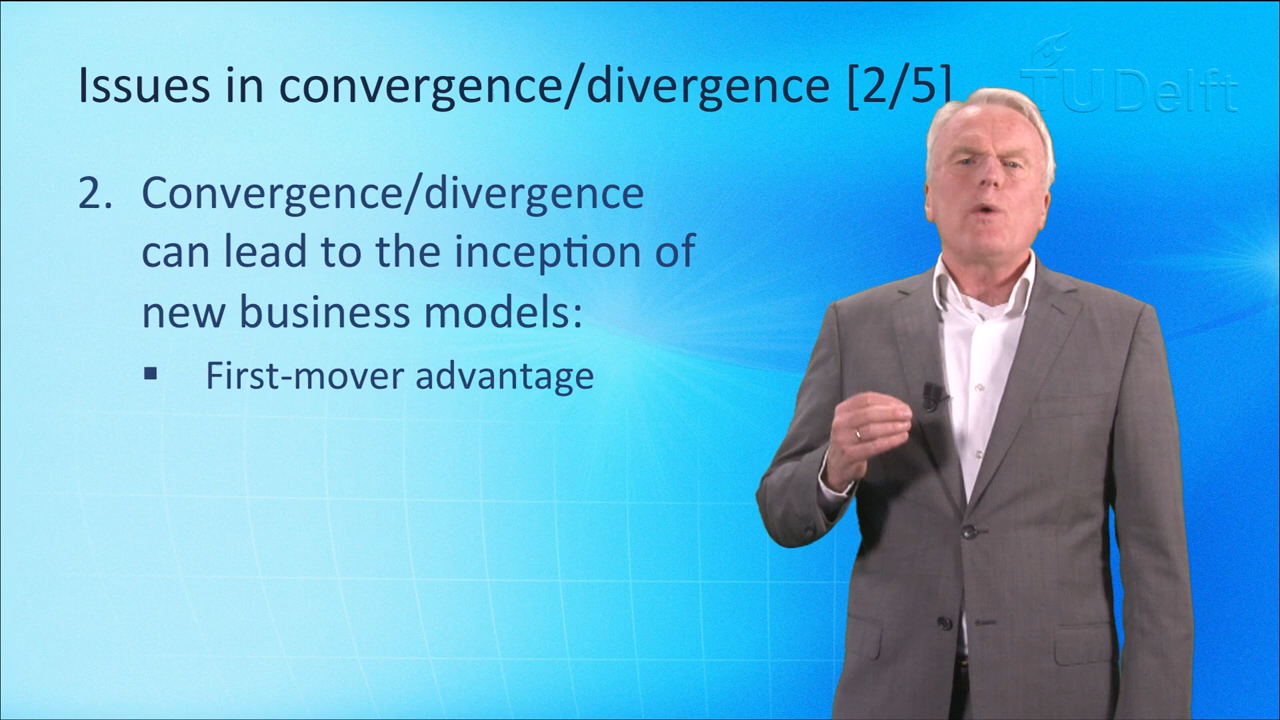 Issues in convergence/divergence [2/5]
TUDelft
2. Convergence/divergence
can lead to the inception of
new business models:
▪ First-mover advantage